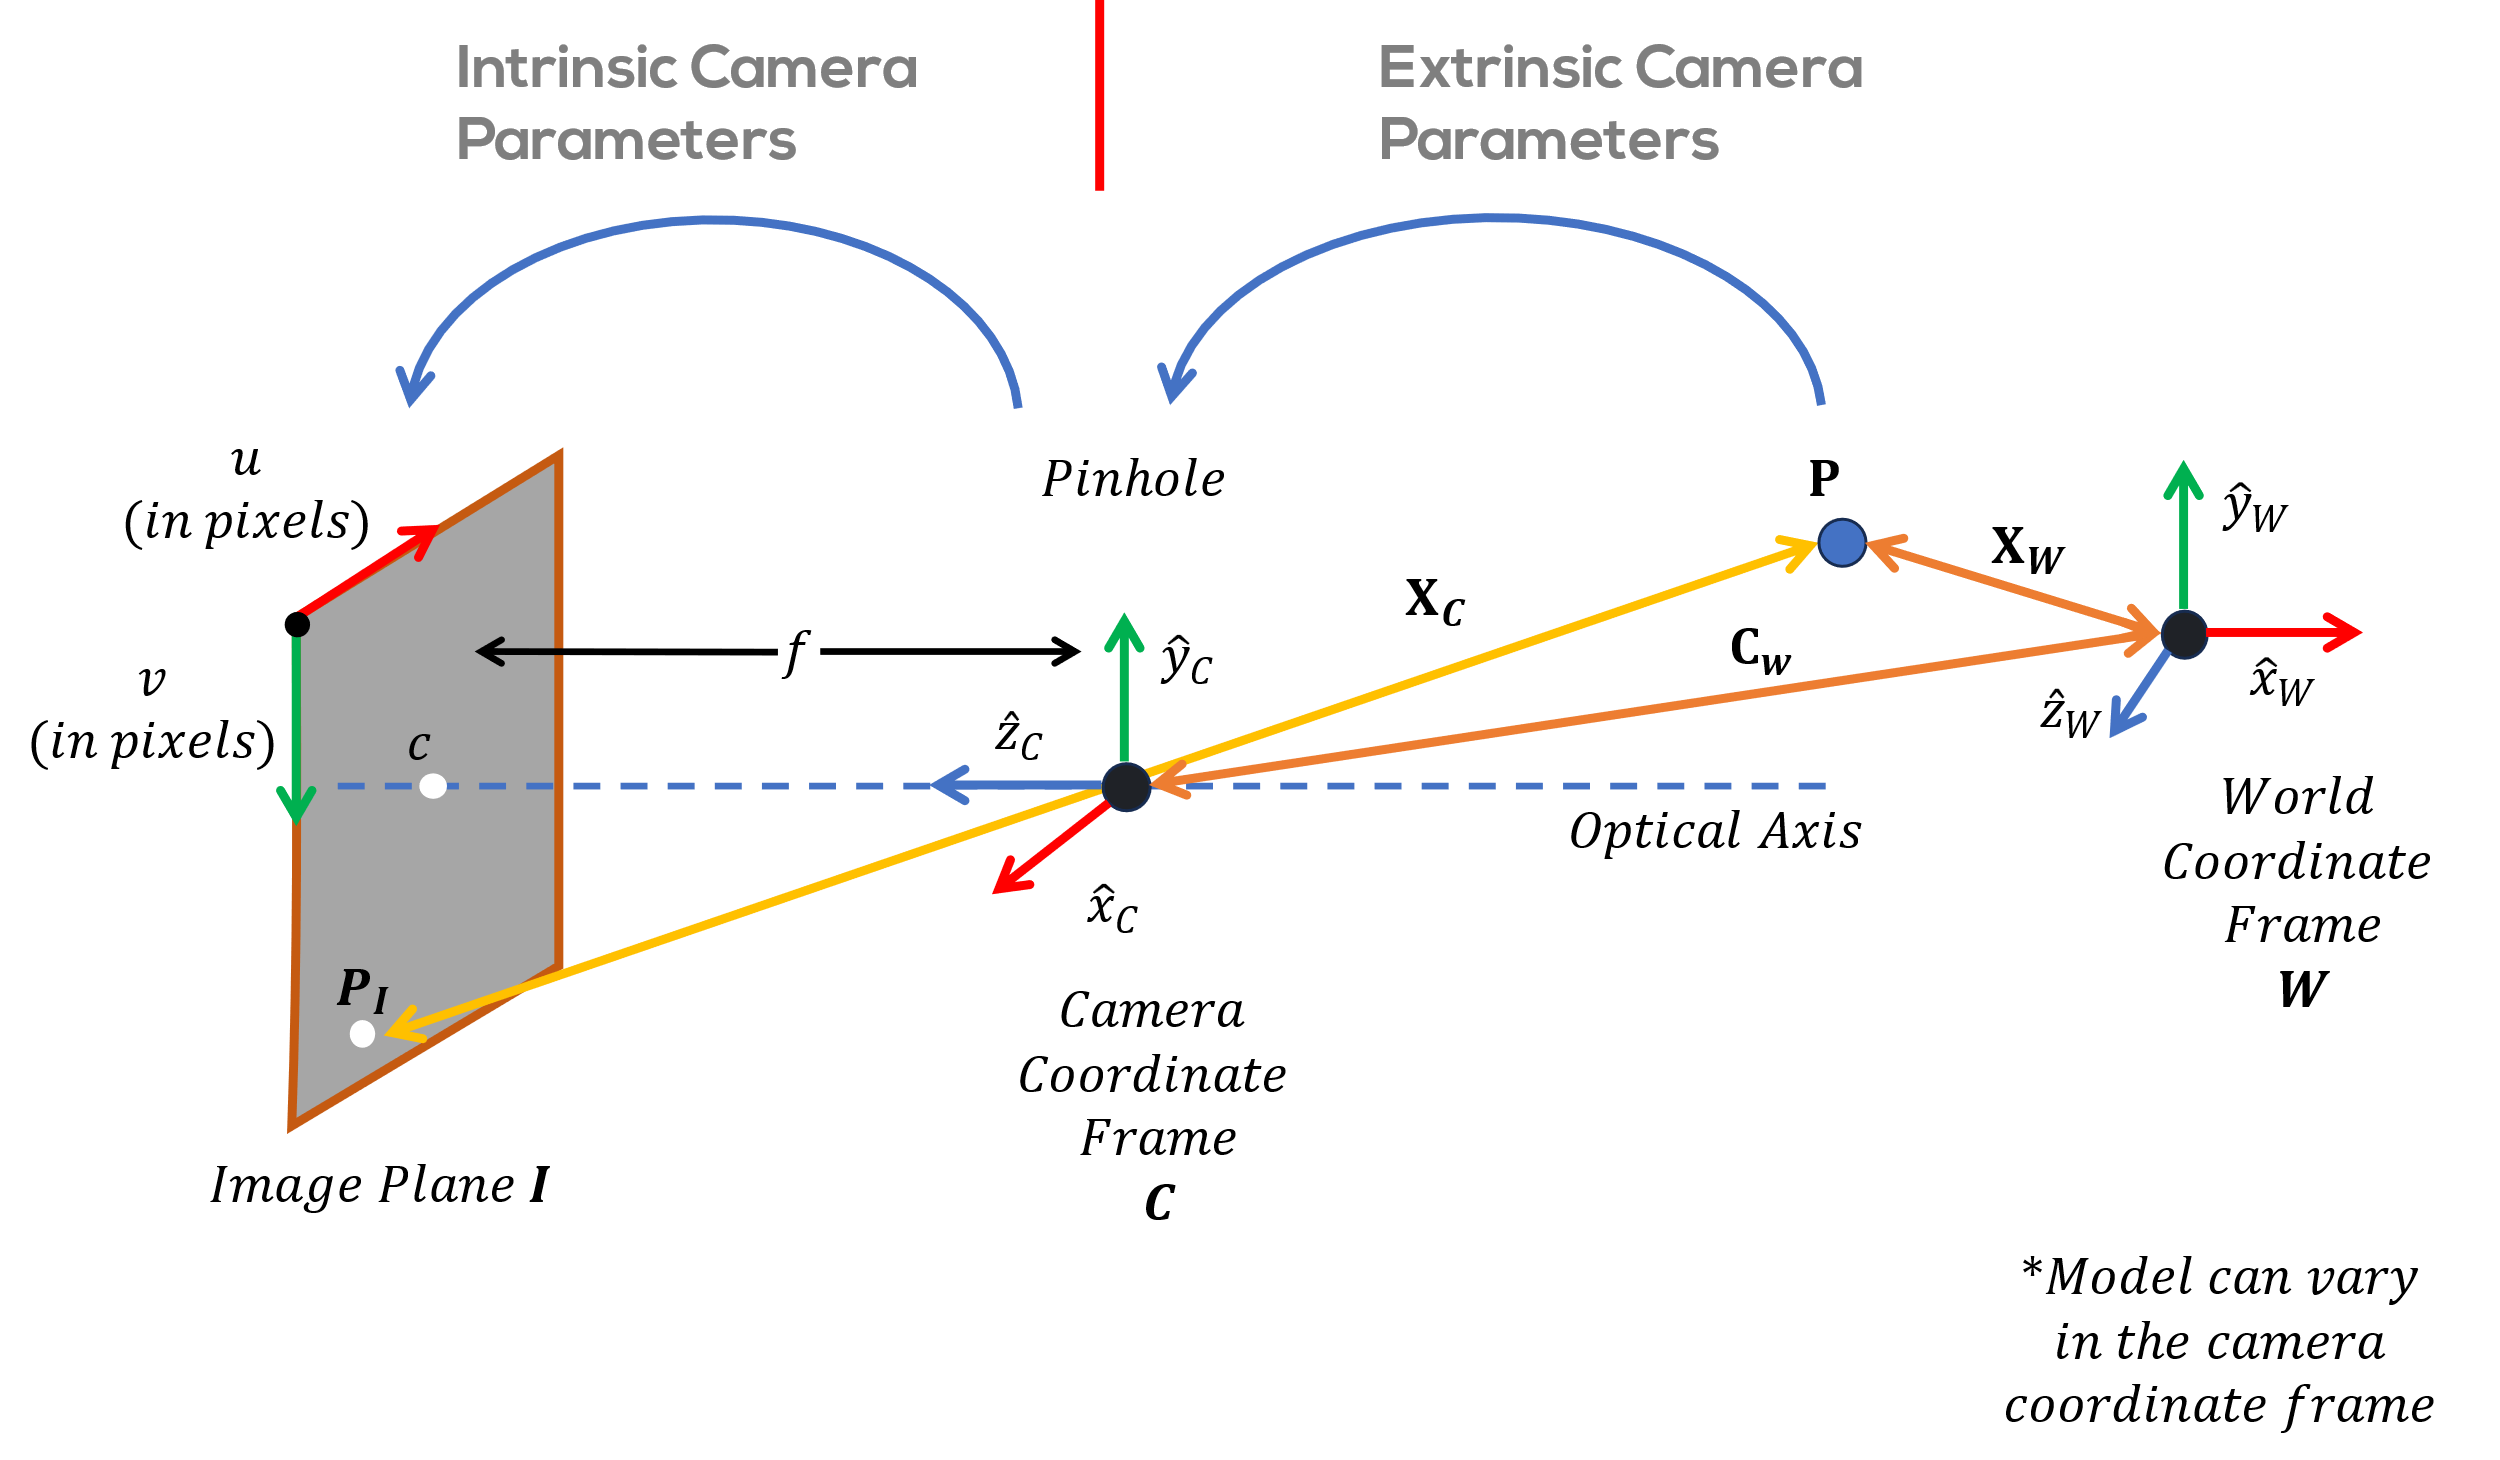 Intrinsic Camera
Parameters
Extrinsic Camera
Parameters
u
(in pixels)
Pinhole
P
ŷ_W
X_W
X_C
C_w
f
v
(in pixels)
ŷ_C
x̂_W
ẑ_W
ẑ_C
c
Optical Axis
x̂_C
World
Coordinate
Frame
W
P_I
Camera
Coordinate
Frame
C
Image Plane I
*Model can vary
in the camera
coordinate frame